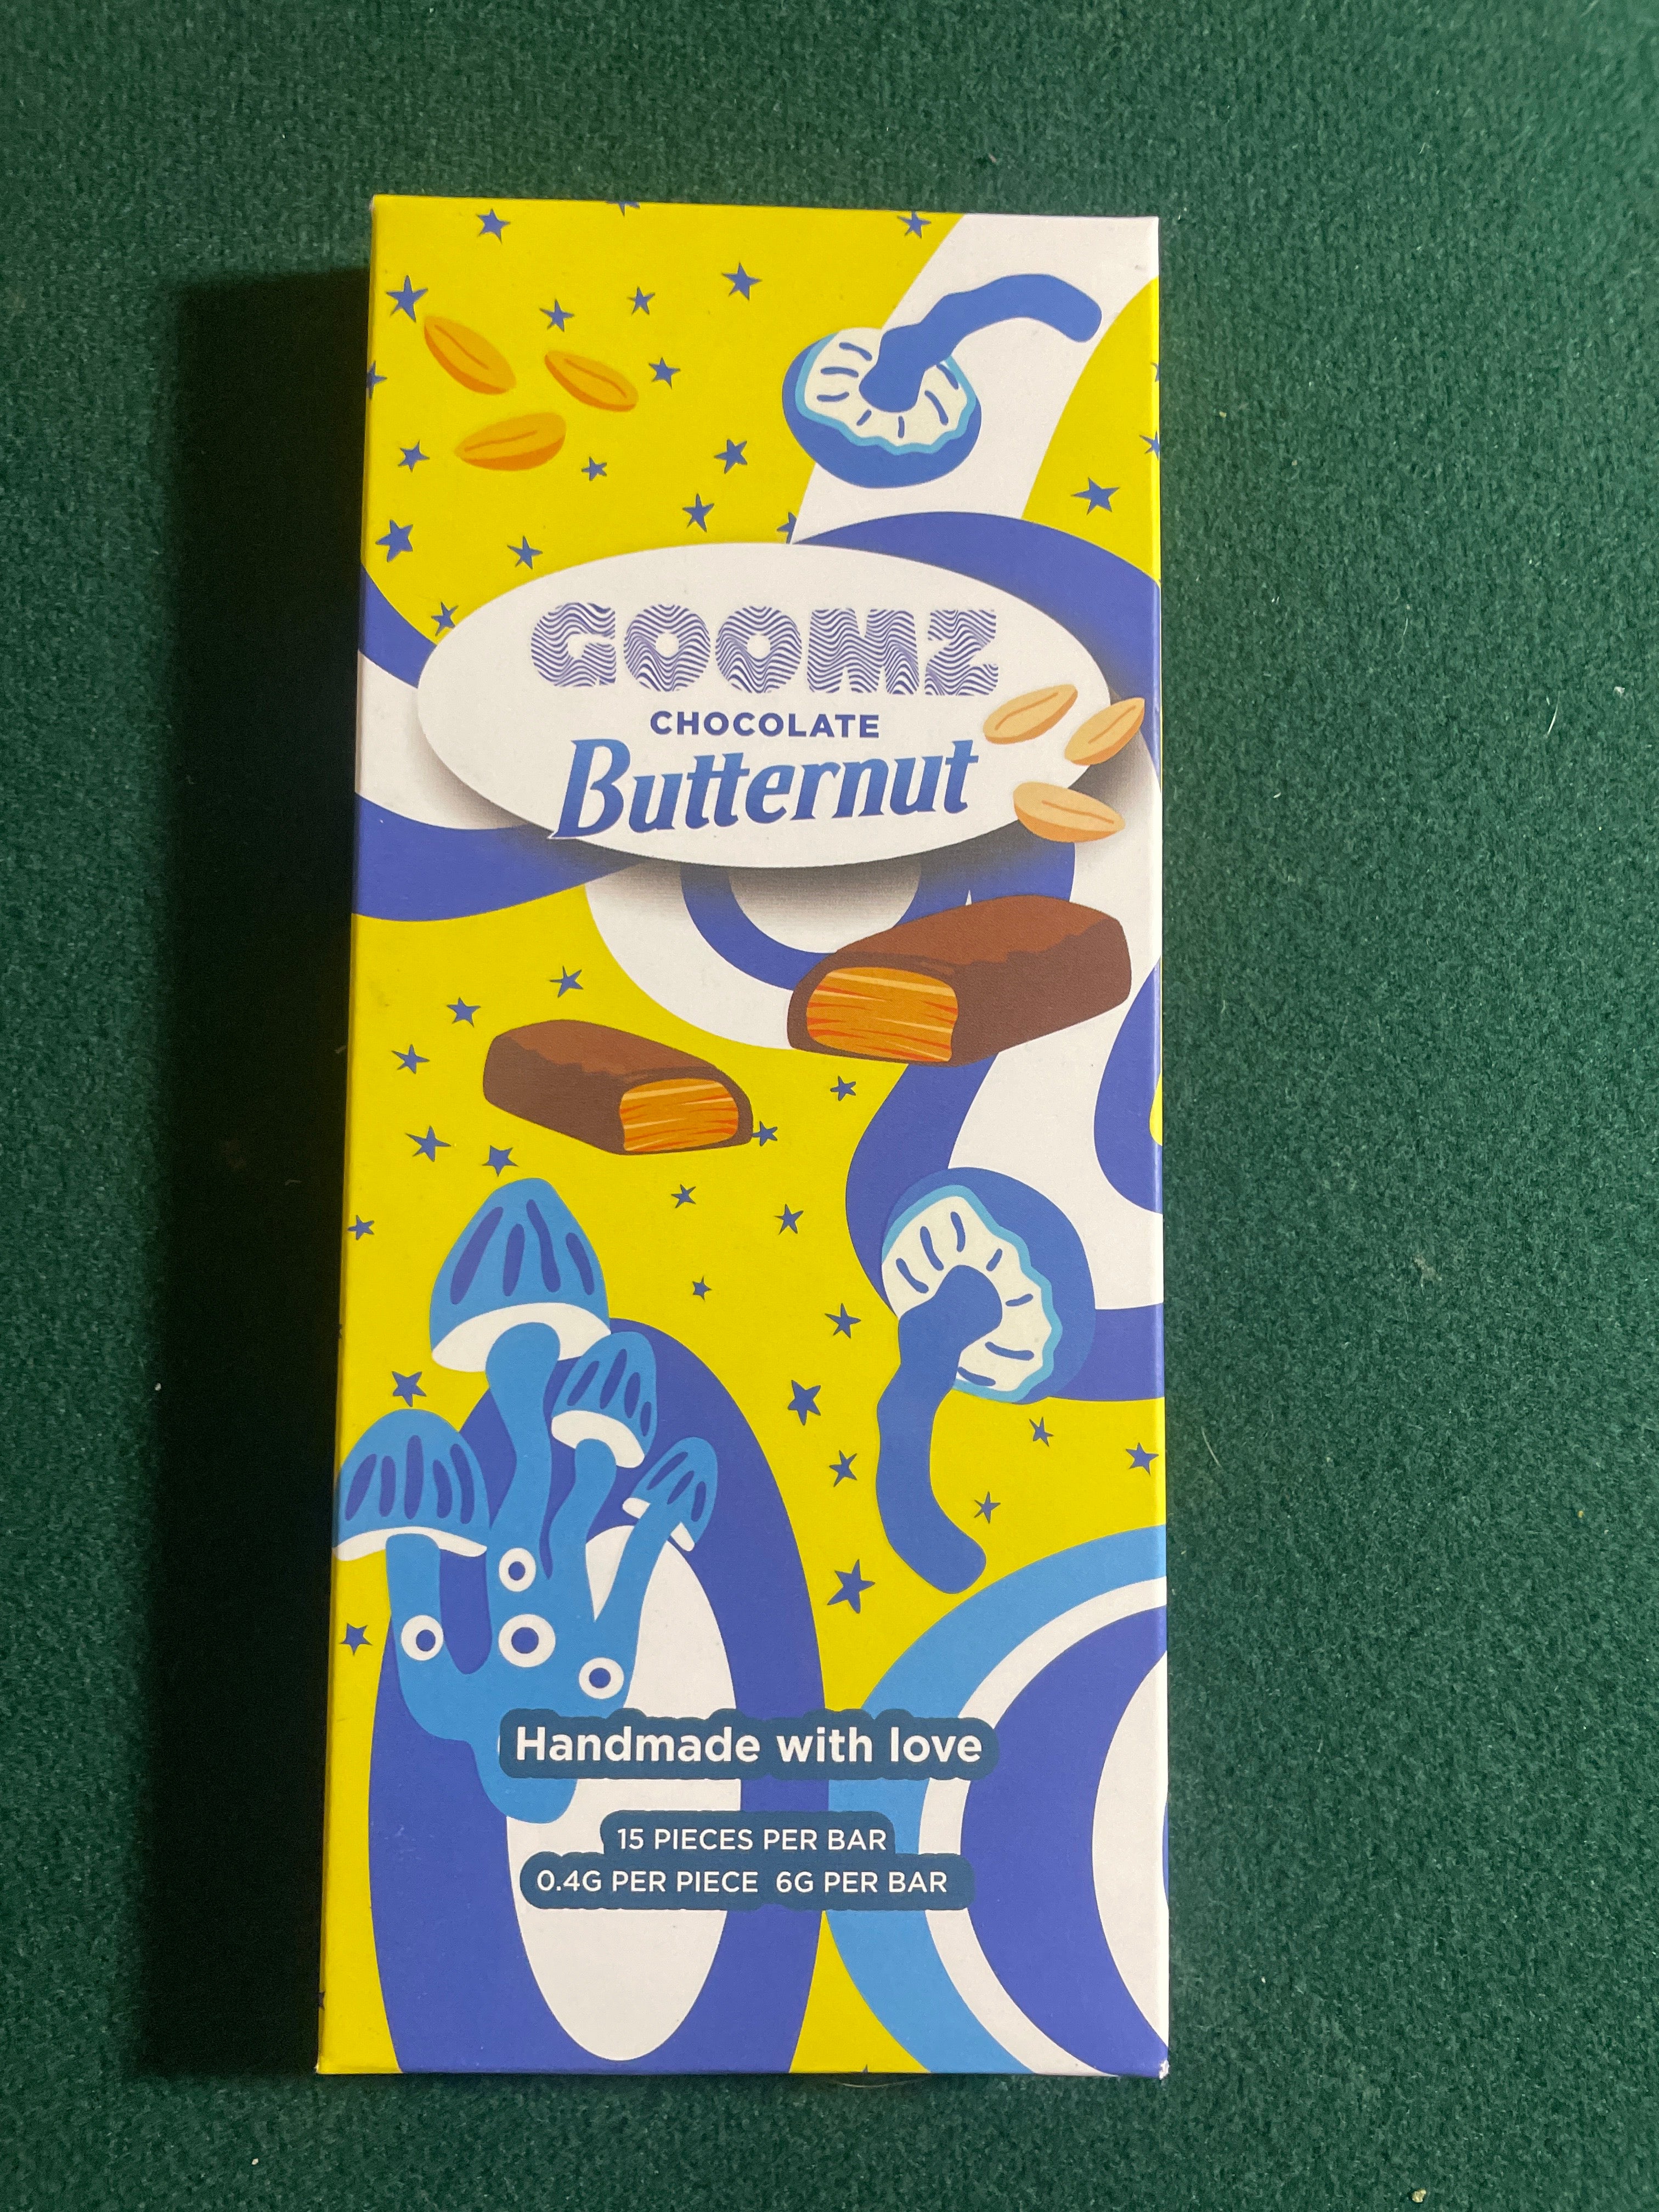 GOOMZ
CHOCOLATE
Butternut
Handmade with love
15 PIECES PER BAR
0.4G PER PIECE 6G PER BAR